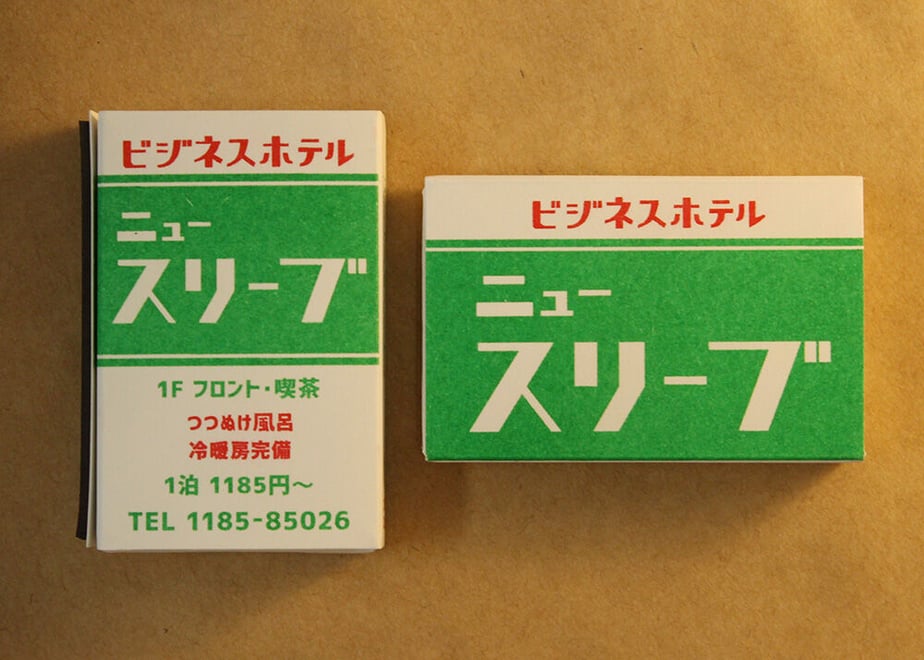 ビジネスホテル
ニュー
スリーブ
1F フロント・喫茶
つつぬけ風呂
冷暖房完備
1泊 1185円～
TEL 1185-85026
ビジネスホテル
ニュー
スリーブ